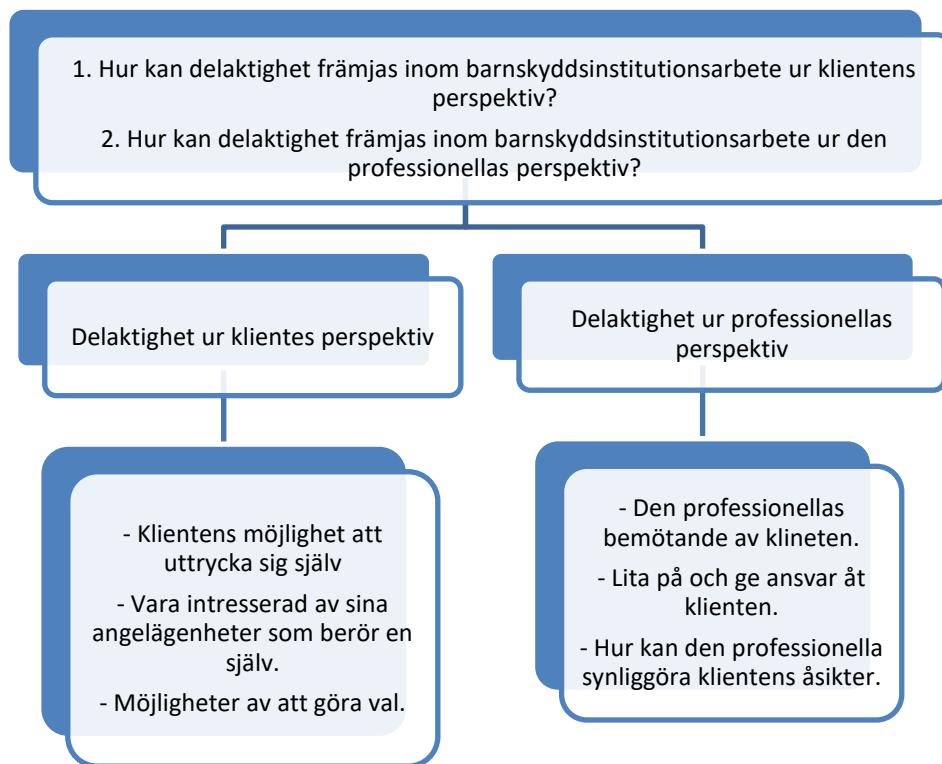 1. Hur kan delaktighet främjas inom barnskyddsinstitutionsarbete ur klientens
perspektiv?
2. Hur kan delaktighet främjas inom barnskyddsinstitutionsarbete ur den
professionellas perspektiv?
Delaktighet ur klientes perspektiv
Delaktighet ur professionellas
perspektiv
- Klientens möjlighet att
uttrycka sig själv
- Vara intresserad av sina
angelägenheter som berör en
själv.
- Möjligheter av att göra val.
- Den professionellas
bemötande av klineten.
- Lita på och ge ansvar åt
klienten.
- Hur kan den professionella
synliggöra klientens åsikter.